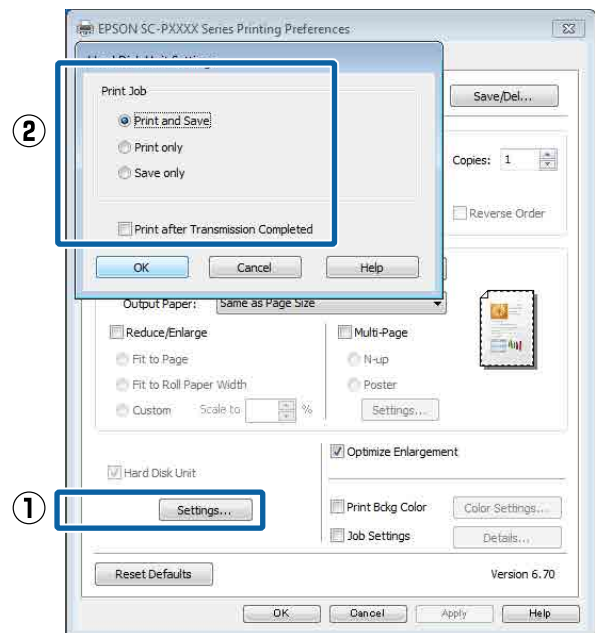 EPSON SC-PXXXX Series Printing Preferences
Print Job
Save/Del...
② Print and Save
Print only
Copies: 1
Save only
Reverse Order
Print after Transmission Completed
OK Cancel Help
Output Paper: Same as Page Size
Reduce/Enlarge Multi-Page
Fit to Page N-up
Fit to Roll Paper Width Poster
Custom Scale to % Settings...
Optimize Enlargement
Hard Disk Unit
① Settings... Print Bckg Color Color Settings...
Job Settings Details...
Reset Defaults Version 6.70
OK Cancel Apply Help